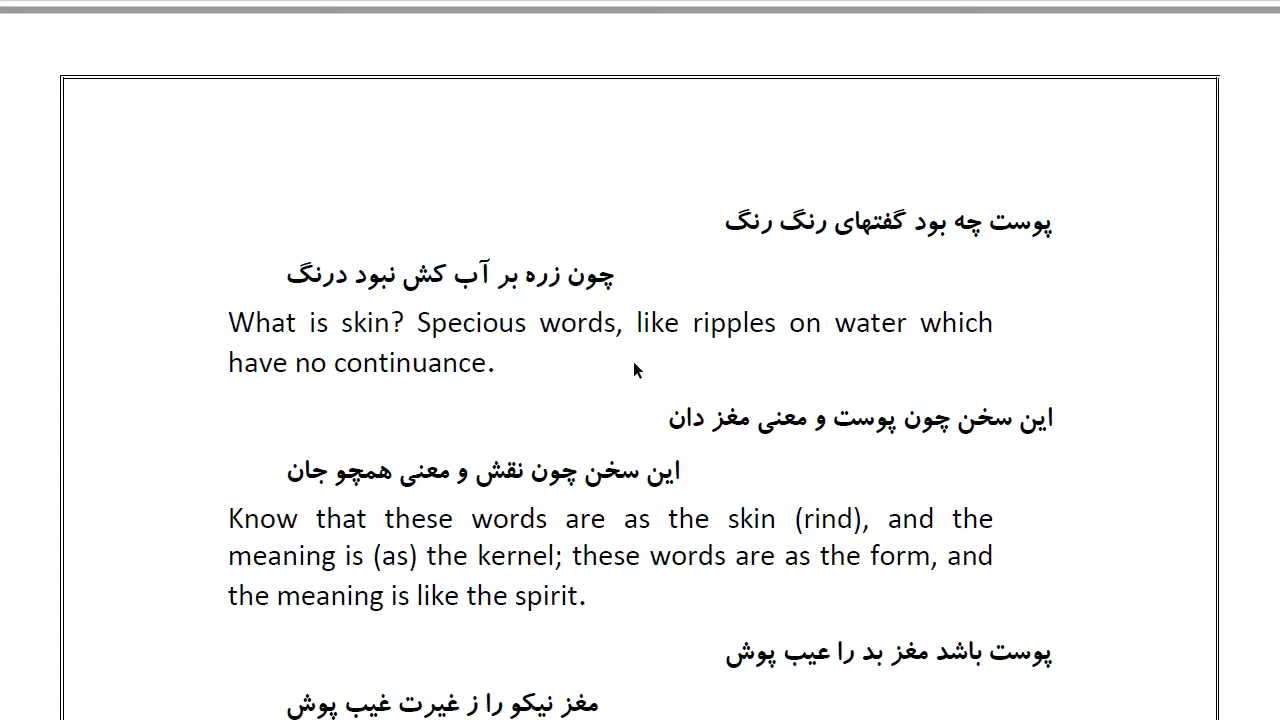 پوست چه بود گفتهای رنگ رنگ
چون زره بر آب کش نبود درنگ
What is skin? Specious words, like ripples on water which
have no continuance.
این سخن چون پوست و معنی مغز دان
این سخن چون نقش و معنی همچو جان
Know that these words are as the skin (rind), and the
meaning is (as) the kernel; these words are as the form, and
the meaning is like the spirit.
پوست باشد مغز بد را عیب پوش
مغز نیکو را ز غیرت غیب پوش